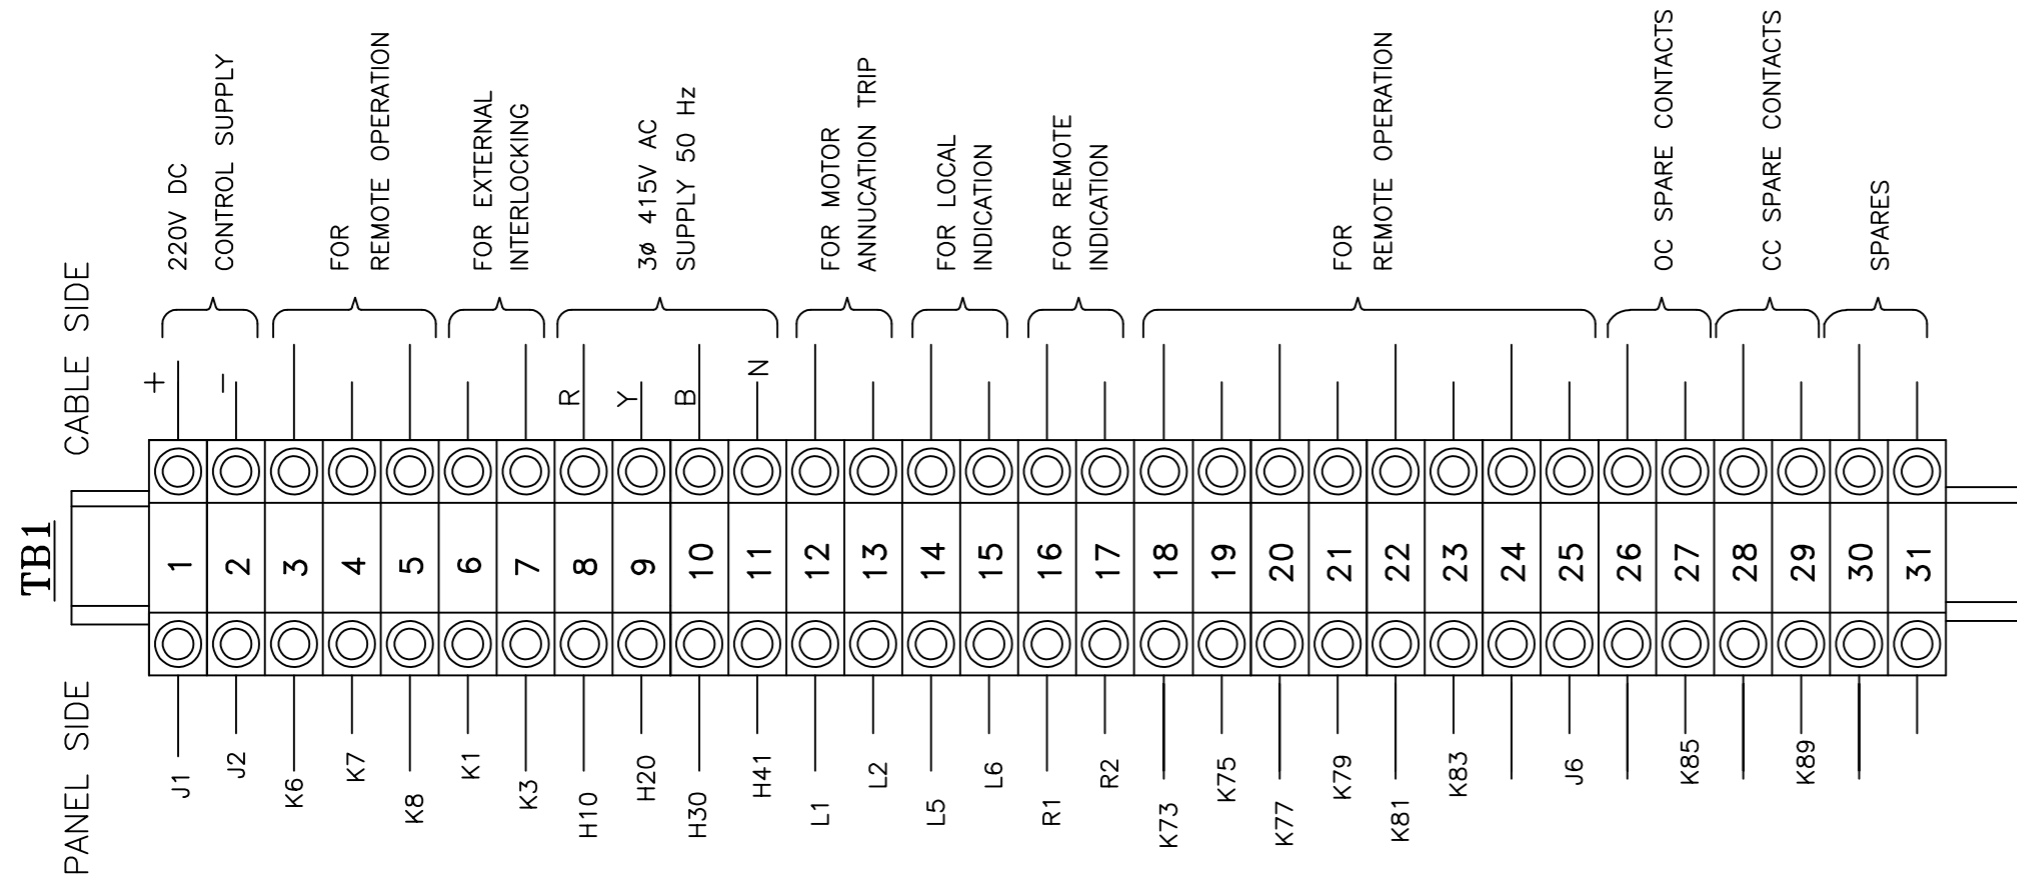 TB1
CABLE SIDE
PANEL SIDE
220V DC
CONTROL SUPPLY
FOR
REMOTE OPERATION
FOR EXTERNAL
INTERLOCKING
3ø 415V AC
SUPPLY 50 Hz
FOR MOTOR
ANNUCATION TRIP
FOR LOCAL
INDICATION
FOR REMOTE
INDICATION
FOR
REMOTE OPERATION
OC SPARE CONTACTS
CC SPARE CONTACTS
SPARES
+
−
R
Y
B
N
1
2
3
4
5
6
7
8
9
10
11
12
13
14
15
16
17
18
19
20
21
22
23
24
25
26
27
28
29
30
31
J1
J2
K6
K7
K8
K1
K3
H10
H20
H30
H41
L1
L2
L5
L6
R1
R2
K73
K75
K77
K79
K81
K83
J6
K85
K89